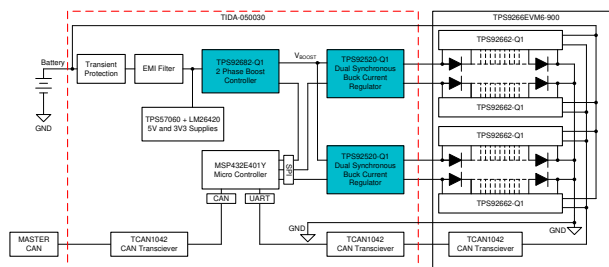 TIDA-050030
TPS9266EVM6-900
Battery
Transient
Protection
EMI Filter
TPS92682-Q1
2 Phase Boost
Controller
VBOOST
TPS92520-Q1
Dual Synchronous
Buck Current
Regulator
TPS92662-Q1
TPS92662-Q1
GND
TPS57060 + LM26420
5V and 3V3 Supplies
MSP432E401Y
Micro Controller
SPI
CAN
UART
TPS92520-Q1
Dual Synchronous
Buck Current
Regulator
TPS92662-Q1
TPS92662-Q1
GND
GND
MASTER
CAN
TCAN1042
CAN Transciever
TCAN1042
CAN Transciever
TCAN1042
CAN Transciever